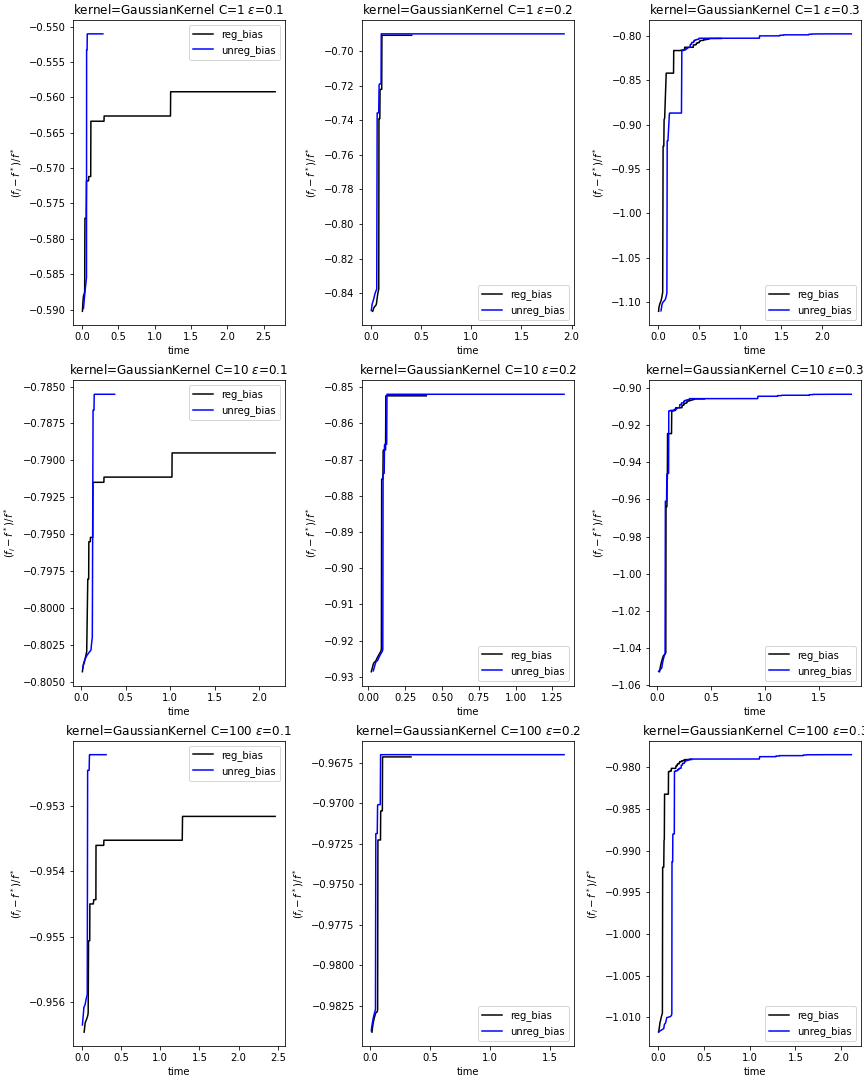 kernel=GaussianKernel C=1 ε=0.1
−0.550
−0.555
−0.560
−0.565
−0.570
−0.575
−0.580
−0.585
−0.590
(fᵢ − f*)/f*
0.0 0.5 1.0 1.5 2.0 2.5
time
reg_bias
unreg_bias
kernel=GaussianKernel C=1 ε=0.2
−0.70
−0.72
−0.74
−0.76
−0.78
−0.80
−0.82
−0.84
(fᵢ − f*)/f*
0.0 0.5 1.0 1.5 2.0
time
reg_bias
unreg_bias
kernel=GaussianKernel C=1 ε=0.3
−0.80
−0.85
−0.90
−0.95
−1.00
−1.05
−1.10
(fᵢ − f*)/f*
0.0 0.5 1.0 1.5 2.0
time
reg_bias
unreg_bias
kernel=GaussianKernel C=10 ε=0.1
−0.7850
−0.7875
−0.7900
−0.7925
−0.7950
−0.7975
−0.8000
−0.8025
−0.8050
(fᵢ − f*)/f*
0.0 0.5 1.0 1.5 2.0
time
reg_bias
unreg_bias
kernel=GaussianKernel C=10 ε=0.2
−0.85
−0.86
−0.87
−0.88
−0.89
−0.90
−0.91
−0.92
−0.93
(fᵢ − f*)/f*
0.00 0.25 0.50 0.75 1.00 1.25
time
reg_bias
unreg_bias
kernel=GaussianKernel C=10 ε=0.3
−0.90
−0.92
−0.94
−0.96
−0.98
−1.00
−1.02
−1.04
−1.06
(fᵢ − f*)/f*
0.0 0.5 1.0 1.5
time
reg_bias
unreg_bias
kernel=GaussianKernel C=100 ε=0.1
−0.953
−0.954
−0.955
−0.956
(fᵢ − f*)/f*
0.0 0.5 1.0 1.5 2.0 2.5
time
reg_bias
unreg_bias
kernel=GaussianKernel C=100 ε=0.2
−0.9675
−0.9700
−0.9725
−0.9750
−0.9775
−0.9800
−0.9825
(fᵢ − f*)/f*
0.0 0.5 1.0 1.5
time
reg_bias
unreg_bias
kernel=GaussianKernel C=100 ε=0.3
−0.980
−0.985
−0.990
−0.995
−1.000
−1.005
−1.010
(fᵢ − f*)/f*
0.0 0.5 1.0 1.5 2.0
time
reg_bias
unreg_bias